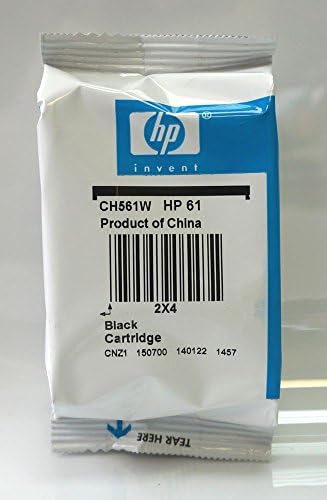 hp
®
invent
CH561W HP 61
Product of China
2X4
Black
Cartridge
CNZ1 150700 140122 1457
TEAR HERE